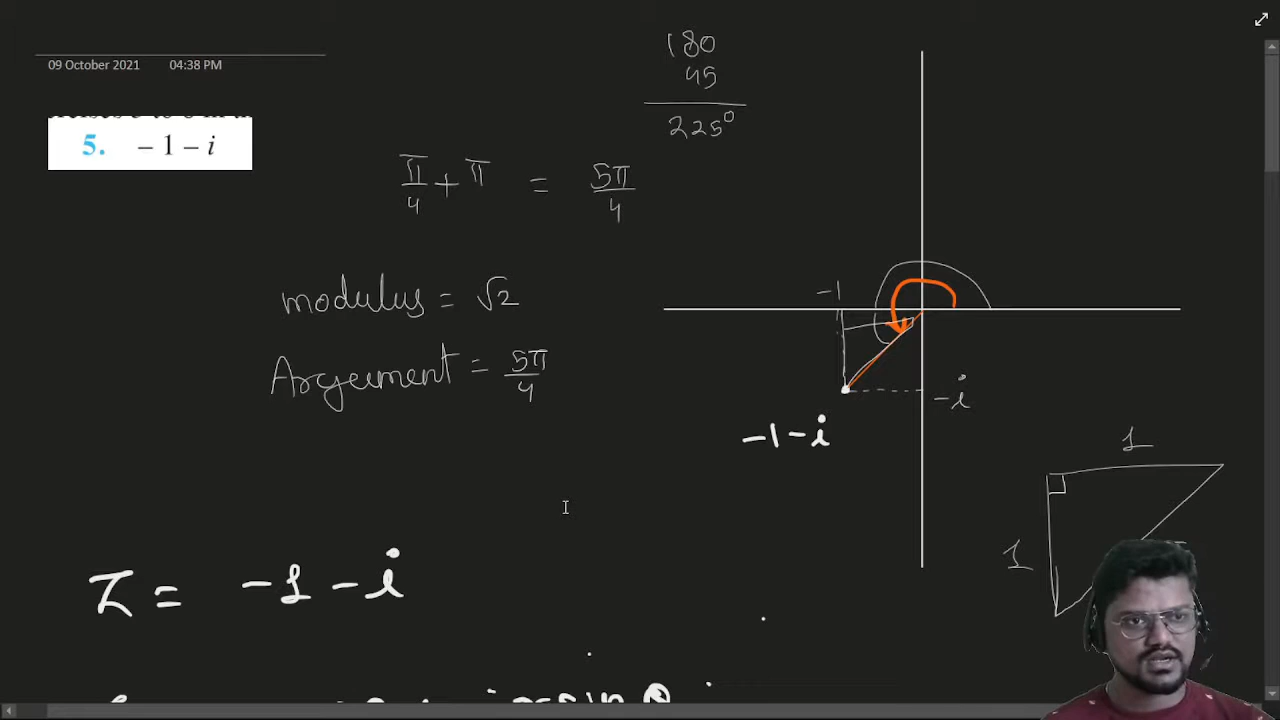 09 October 2021 04:38 PM
5. – 1 – i
180
45
225°
π/4 + π = 5π/4
modulus = √2
Argeument = 5π/4
-1
-i
-1-i
1
1
Z = -1 - i